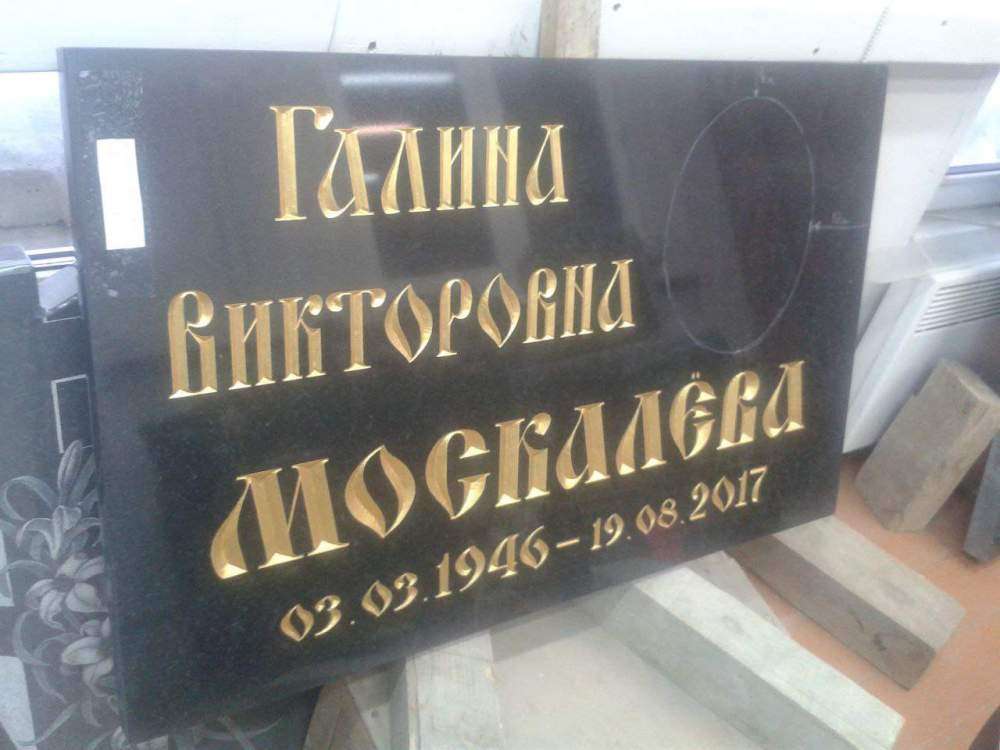 Галина
Викторовна
Москалёва
03.03.1946 – 19.08.2017